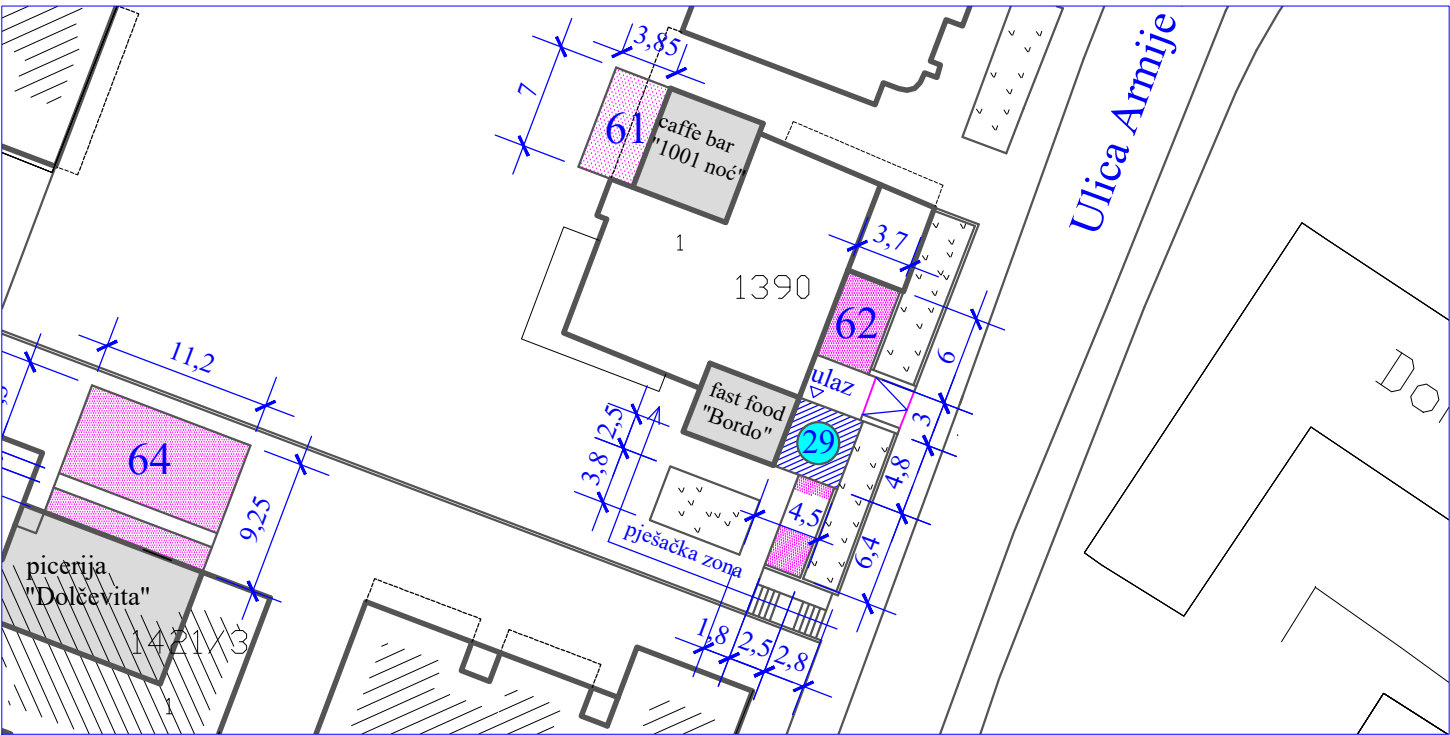 3,85
Ulica Armije
7
61
caffe bar
"1001 noć"
3,7
1
1390
62
6
11,2
ulaz
fast food
"Bordo"
2,5
3
29
3,8
4,8
64
9,25
4,5
pješačka zona
6,4
picerija
"Dolčevita"
1421/3
1,8
2,5
2,8
1